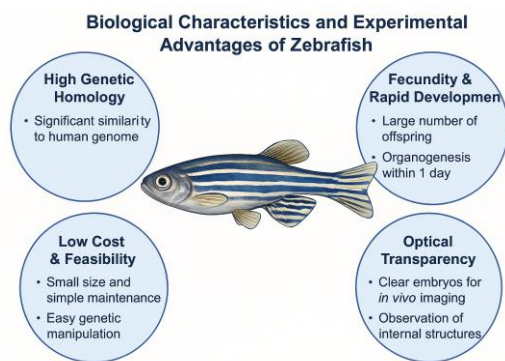 Biological Characteristics and Experimental
Advantages of Zebrafish
High Genetic
Homology
• Significant similarity
to human genome
Fecundity &
Rapid Developmen
• Large number of
offspring
• Organogenesis
within 1 day
Low Cost
& Feasibility
• Small size and
simple maintenance
• Easy genetic
manipulation
Optical
Transparency
• Clear embryos for
in vivo imaging
• Observation of
internal structures